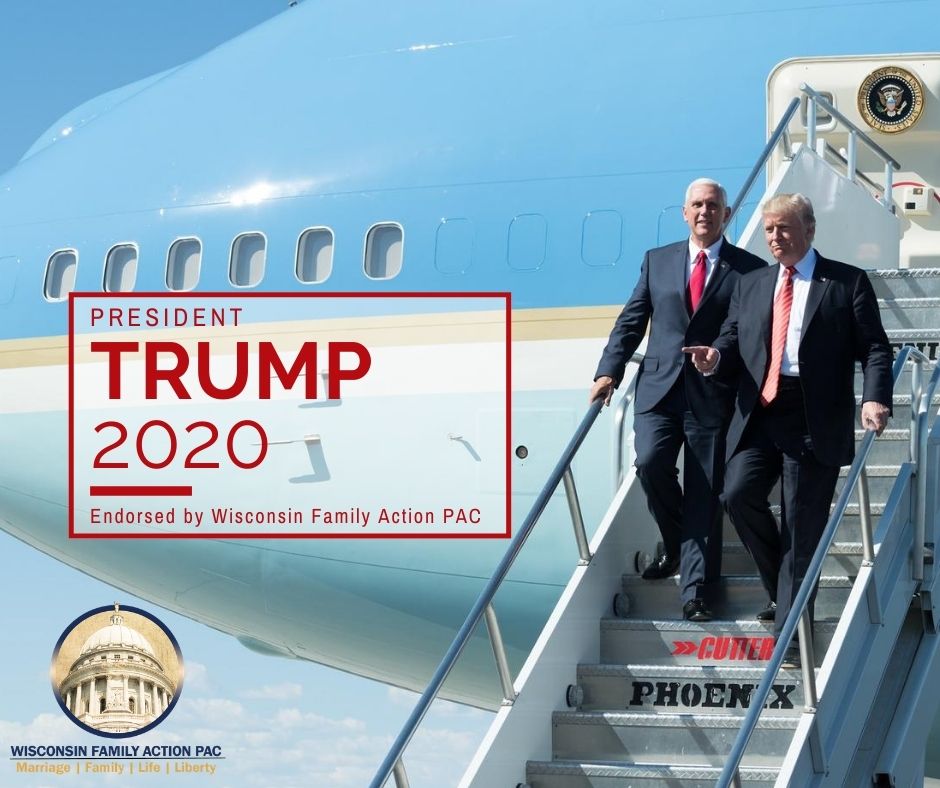 PRESIDENT
TRUMP
2020
Endorsed by Wisconsin Family Action PAC
CUTTER
PHOENIX
WISCONSIN FAMILY ACTION PAC
Marriage | Family | Life | Liberty